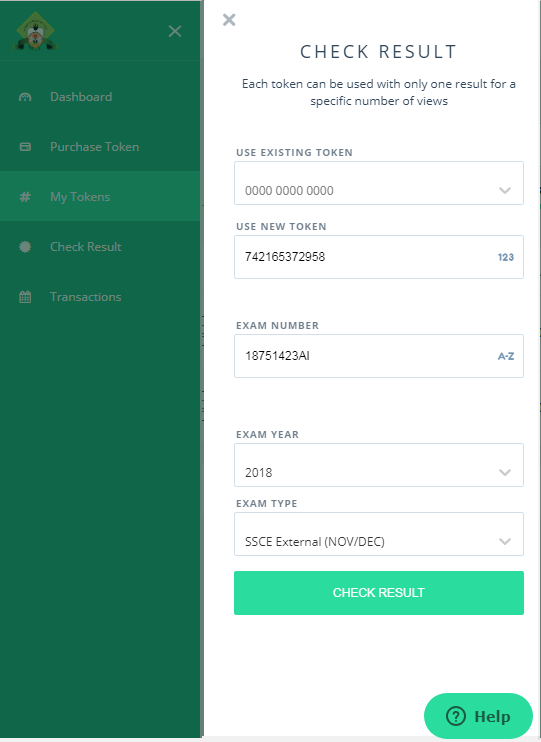 Dashboard
Purchase Token
My Tokens
Check Result
Transactions
CHECK RESULT
Each token can be used with only one result for a
specific number of views
USE EXISTING TOKEN
0000 0000 0000
USE NEW TOKEN
742165372958
123
EXAM NUMBER
18751423AI
A-Z
EXAM YEAR
2018
EXAM TYPE
SSCE External (NOV/DEC)
CHECK RESULT
? Help